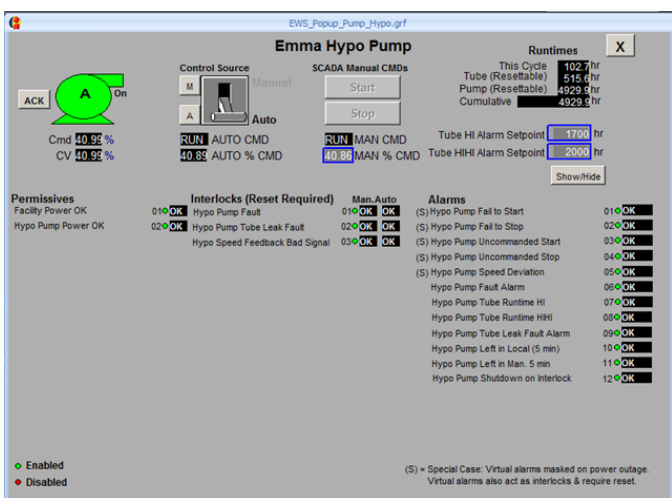 EWS_Popup_Pump_Hypo.grf
Emma Hypo Pump
Runtimes
X
This Cycle 102.7 hr
Tube (Resettable) 515.6 hr
Pump (Resettable) 4929.9 hr
Cumulative 4929.9 hr
Control Source
SCADA Manual CMDs
M Manual
A Auto
Start
Stop
ACK
A
On
Cmd 40.99 %
CV 40.99 %
RUN AUTO CMD
40.89 AUTO % CMD
RUN MAN CMD
40.86 MAN % CMD
Tube HI Alarm Setpoint 1700 hr
Tube HIHI Alarm Setpoint 2000 hr
Show/Hide
Permissives
Facility Power OK 01 OK
Hypo Pump Power OK 02 OK
Interlocks (Reset Required) Man. Auto
Hypo Pump Fault 01 OK OK
Hypo Pump Tube Leak Fault 02 OK OK
Hypo Speed Feedback Bad Signal 03 OK OK
Alarms
(S) Hypo Pump Fail to Start 01 OK
(S) Hypo Pump Fail to Stop 02 OK
(S) Hypo Pump Uncommanded Start 03 OK
(S) Hypo Pump Uncommanded Stop 04 OK
(S) Hypo Pump Speed Deviation 05 OK
Hypo Pump Fault Alarm 06 OK
Hypo Pump Tube Runtime HI 07 OK
Hypo Pump Tube Runtime HIHI 08 OK
Hypo Pump Tube Leak Fault Alarm 09 OK
Hypo Pump Left in Local (5 min) 10 OK
Hypo Pump Left in Man. 5 min 11 OK
Hypo Pump Shutdown on Interlock 12 OK
Enabled
Disabled
(S) = Special Case: Virtual alarms masked on power outage.
Virtual alarms also act as interlocks & require reset.